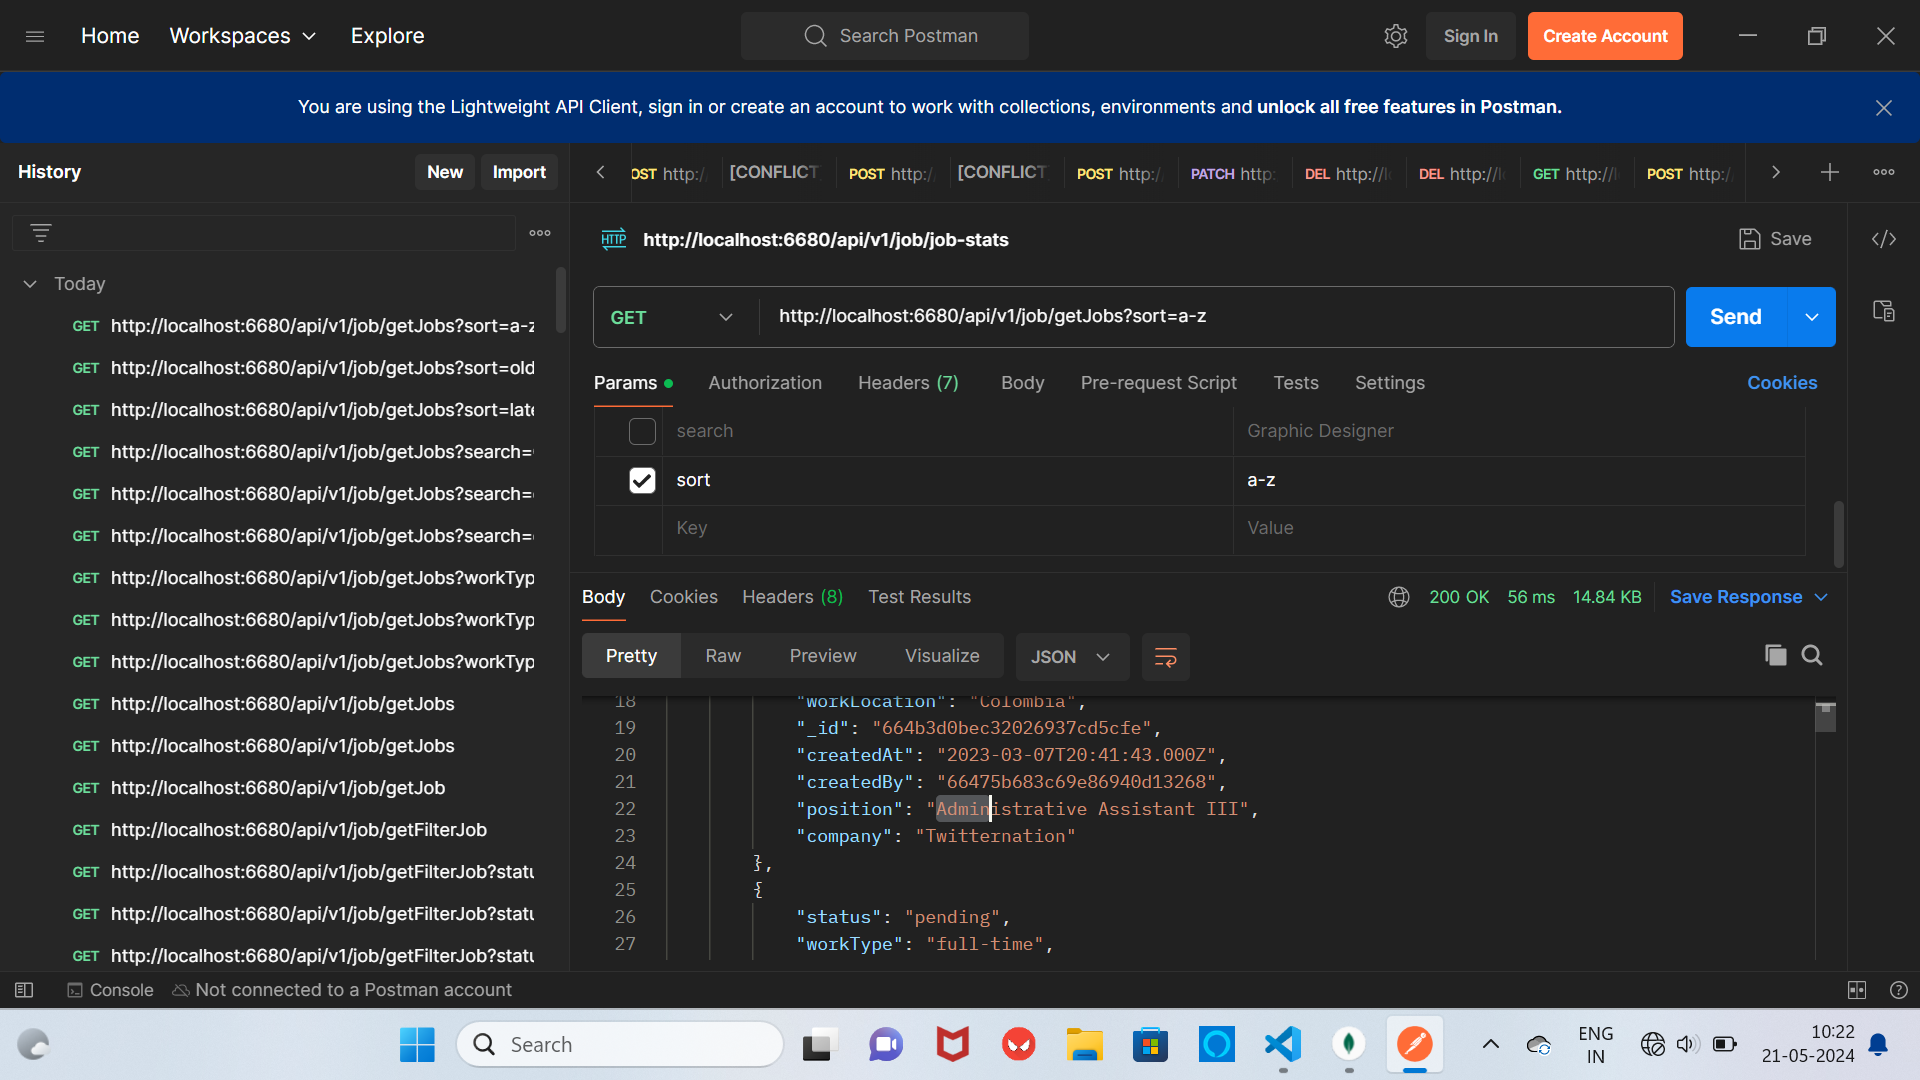 Home
Workspaces
Explore
Search Postman
Sign In
Create Account
You are using the Lightweight API Client, sign in or create an account to work with collections, environments and unlock all free features in Postman.
History
New
Import
OST http:/
[CONFLICT
POST http:/
[CONFLICT
POST http:/
PATCH http:
DEL http://l
DEL http://l
GET http://l
POST http:/
HTTP
http://localhost:6680/api/v1/job/job-stats
Save
Today
GET http://localhost:6680/api/v1/job/getJobs?sort=a-z
GET http://localhost:6680/api/v1/job/getJobs?sort=old
GET http://localhost:6680/api/v1/job/getJobs?sort=late
GET http://localhost:6680/api/v1/job/getJobs?search=
GET http://localhost:6680/api/v1/job/getJobs?search=
GET http://localhost:6680/api/v1/job/getJobs?search=
GET http://localhost:6680/api/v1/job/getJobs?workTyp
GET http://localhost:6680/api/v1/job/getJobs?workTyp
GET http://localhost:6680/api/v1/job/getJobs?workTyp
GET http://localhost:6680/api/v1/job/getJobs
GET http://localhost:6680/api/v1/job/getJobs
GET http://localhost:6680/api/v1/job/getJob
GET http://localhost:6680/api/v1/job/getFilterJob
GET http://localhost:6680/api/v1/job/getFilterJob?statu
GET http://localhost:6680/api/v1/job/getFilterJob?statu
GET http://localhost:6680/api/v1/job/getFilterJob?statu
GET
http://localhost:6680/api/v1/job/getJobs?sort=a-z
Send
Params
Authorization
Headers (7)
Body
Pre-request Script
Tests
Settings
Cookies
search Graphic Designer
sort a-z
Key Value
Body
Cookies
Headers (8)
Test Results
200 OK
56 ms
14.84 KB
Save Response
Pretty
Raw
Preview
Visualize
JSON
18 "workLocation": "Colombia",
19 "_id": "664b3d0bec32026937cd5cfe",
20 "createdAt": "2023-03-07T20:41:43.000Z",
21 "createdBy": "66475b683c69e86940d13268",
22 "position": "Administrative Assistant III",
23 "company": "Twitternation"
24 },
25 {
26 "status": "pending",
27 "workType": "full-time",
Console
Not connected to a Postman account
Search
ENG
IN
10:22
21-05-2024